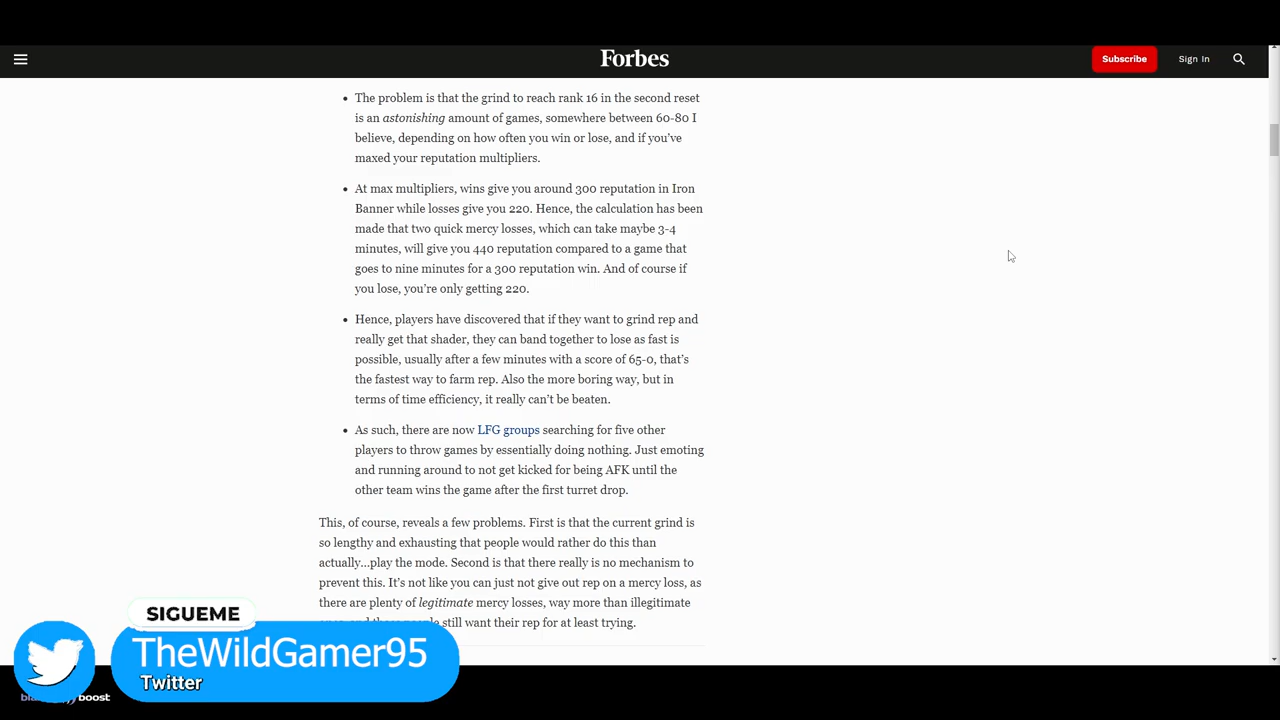 Forbes
Subscribe
Sign In
The problem is that the grind to reach rank 16 in the second reset
is an astonishing amount of games, somewhere between 60-80 I
believe, depending on how often you win or lose, and if you've
maxed your reputation multipliers.
At max multipliers, wins give you around 300 reputation in Iron
Banner while losses give you 220. Hence, the calculation has been
made that two quick mercy losses, which can take maybe 3-4
minutes, will give you 440 reputation compared to a game that
goes to nine minutes for a 300 reputation win. And of course if
you lose, you're only getting 220.
Hence, players have discovered that if they want to grind rep and
really get that shader, they can band together to lose as fast is
possible, usually after a few minutes with a score of 65-0, that's
the fastest way to farm rep. Also the more boring way, but in
terms of time efficiency, it really can't be beaten.
As such, there are now LFG groups searching for five other
players to throw games by essentially doing nothing. Just emoting
and running around to not get kicked for being AFK until the
other team wins the game after the first turret drop.
This, of course, reveals a few problems. First is that the current grind is
so lengthy and exhausting that people would rather do this than
actually...play the mode. Second is that there really is no mechanism to
prevent this. It's not like you can just not give out rep on a mercy loss, as
there are plenty of legitimate mercy losses, way more than illegitimate
still want their rep for at least trying.
SIGUEME
TheWildGamer95
Twitter
boost